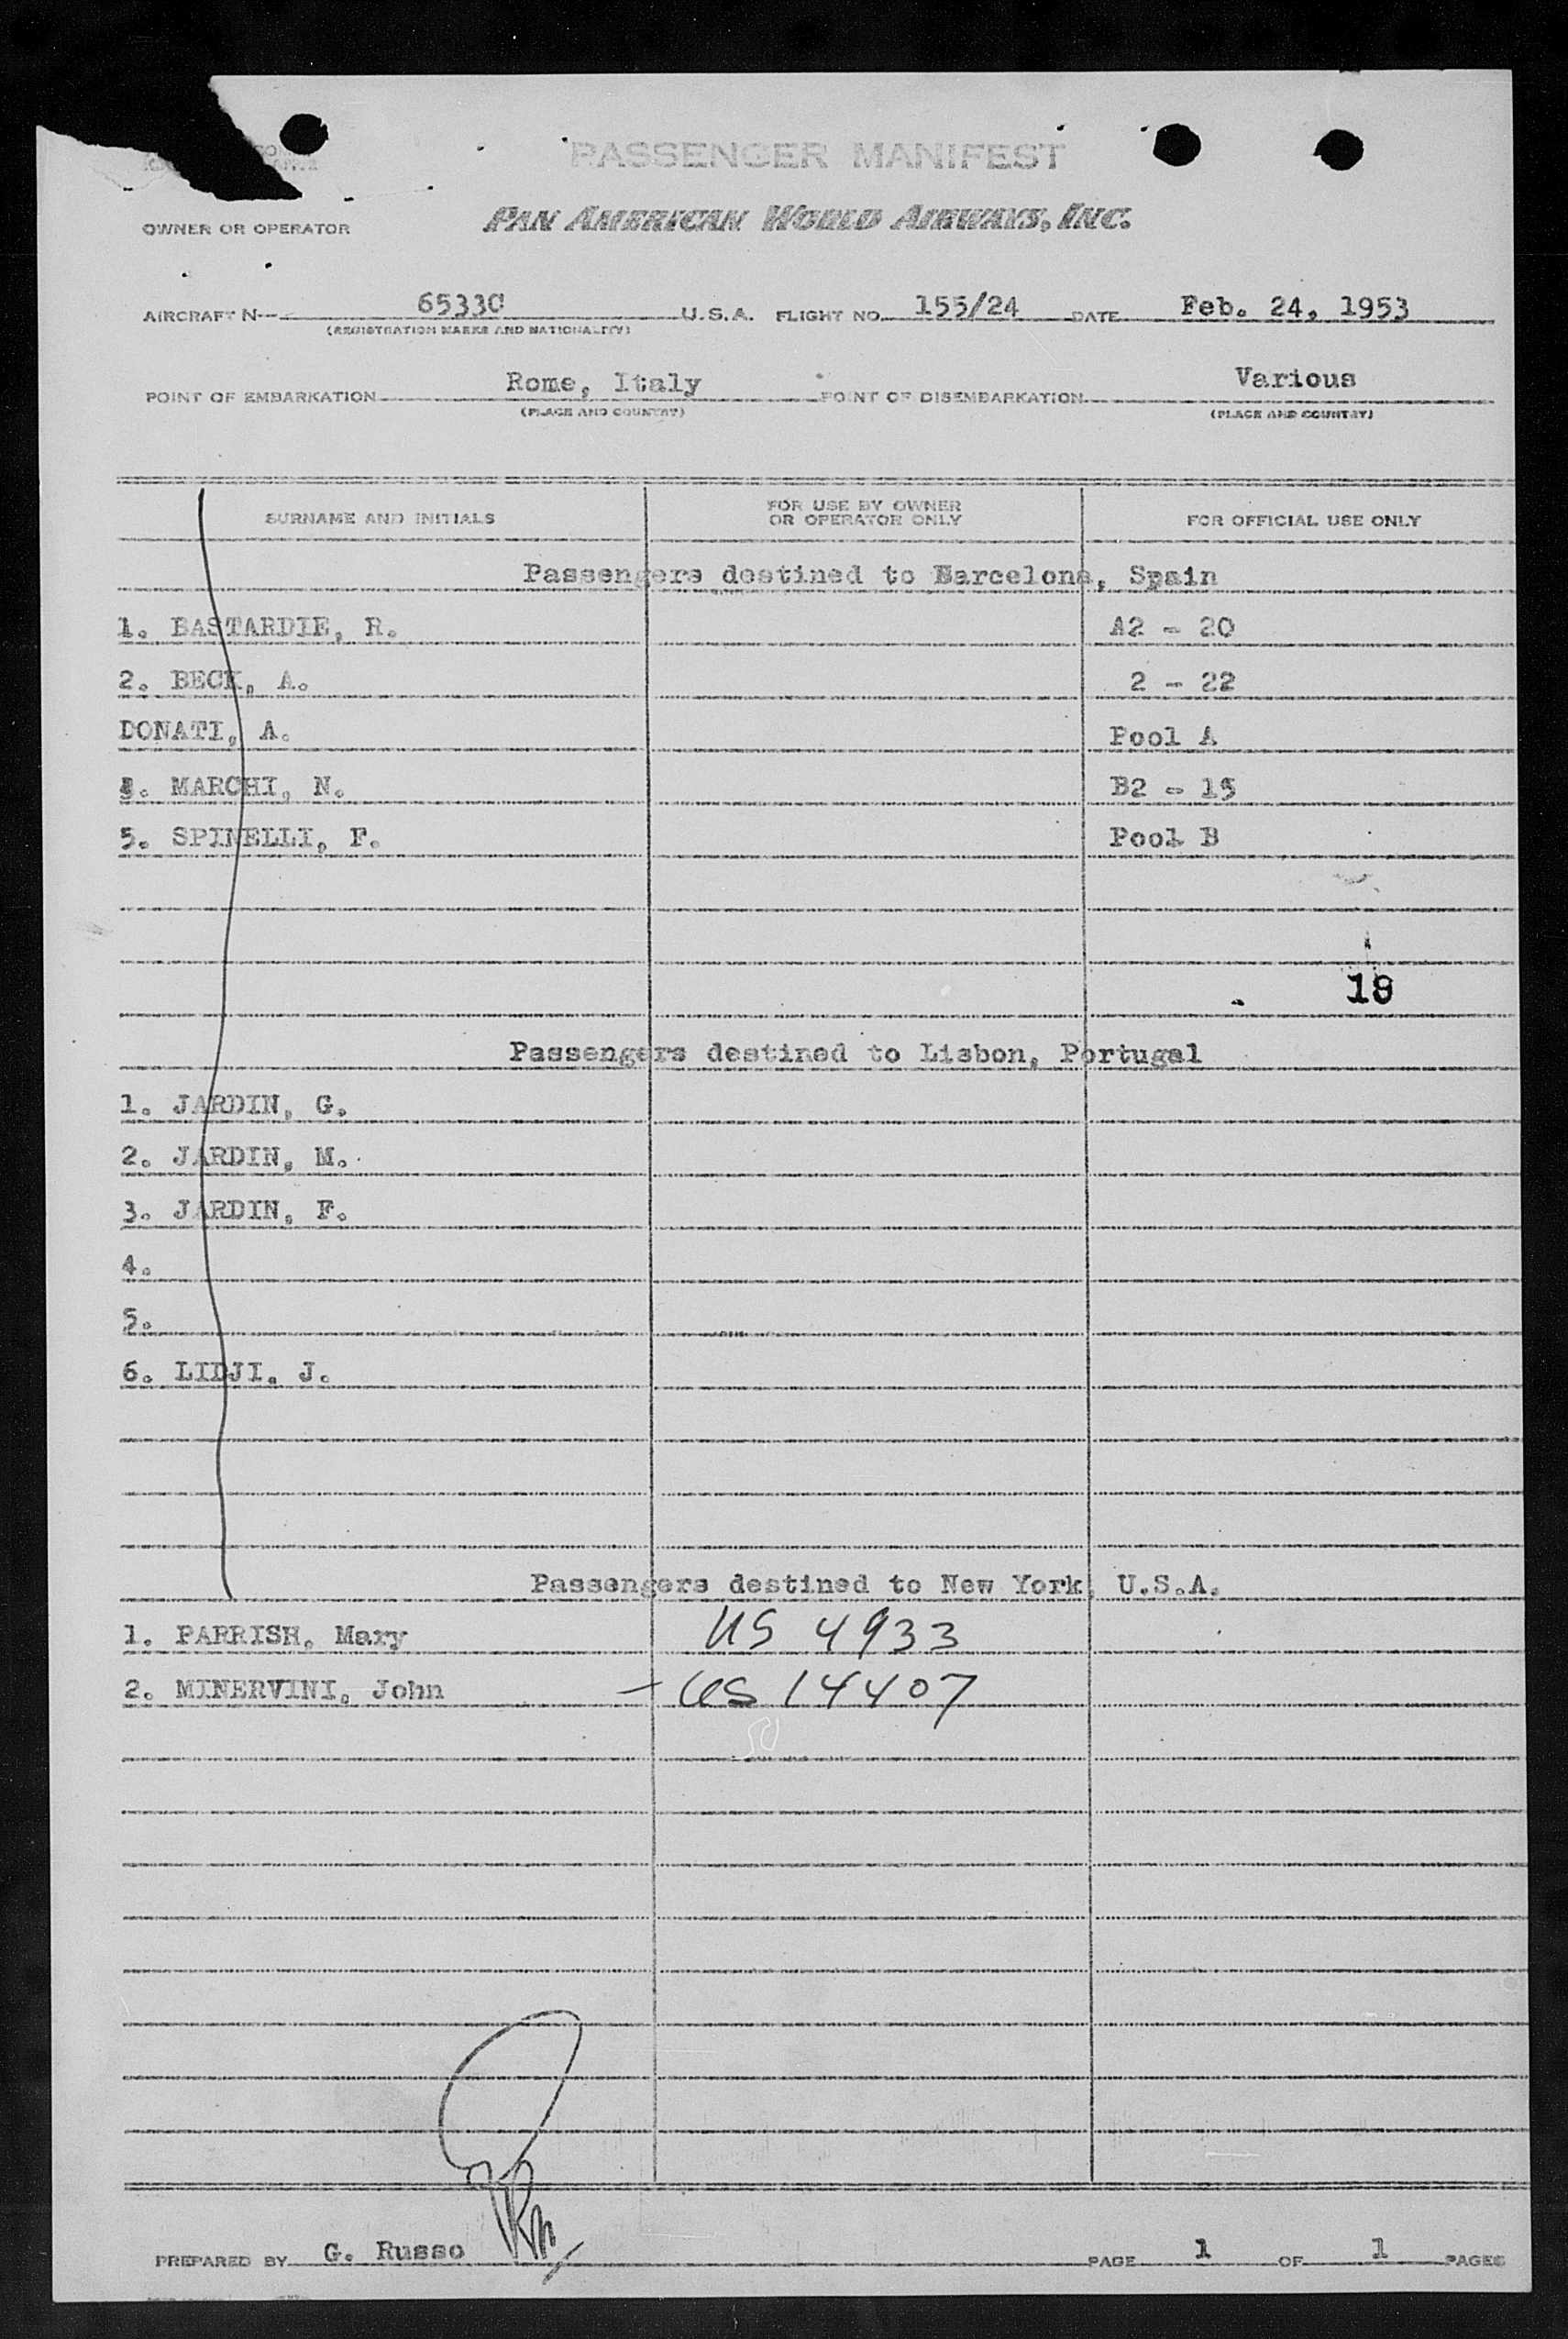 PASSENGER MANIFEST
OWNER OR OPERATOR PAN AMERICAN WORLD AIRWAYS, INC.
AIRCRAFT N 65330 U.S.A. FLIGHT NO. 155/24 DATE Feb. 24, 1953
(REGISTRATION MARKS AND NATIONALITY)
POINT OF EMBARKATION Rome, Italy POINT OF DISEMBARKATION Various
(PLACE AND COUNTRY) (PLACE AND COUNTRY)
SURNAME AND INITIALS FOR USE BY OWNER OR OPERATOR ONLY FOR OFFICIAL USE ONLY
Passengers destined to Barcelona, Spain
1. BASTARDIE, R. A2 - 20
2. BECK, A. 2 - 22
DONATI, A. Pool A
MARCHI, N. B2 - 15
5. SPINELLI, F. Pool B
18
Passengers destined to Lisbon, Portugal
1. JARDIN, G.
2. JARDIN, M.
3. JARDIN, F.
4.
5.
6. LIDJI. J.
Passengers destined to New York, U.S.A.
1. PARRISH, Mary US 4933
2. MINERVINI, John - US 14407
PREPARED BY G. Russo PAGE 1 OF 1 PAGES